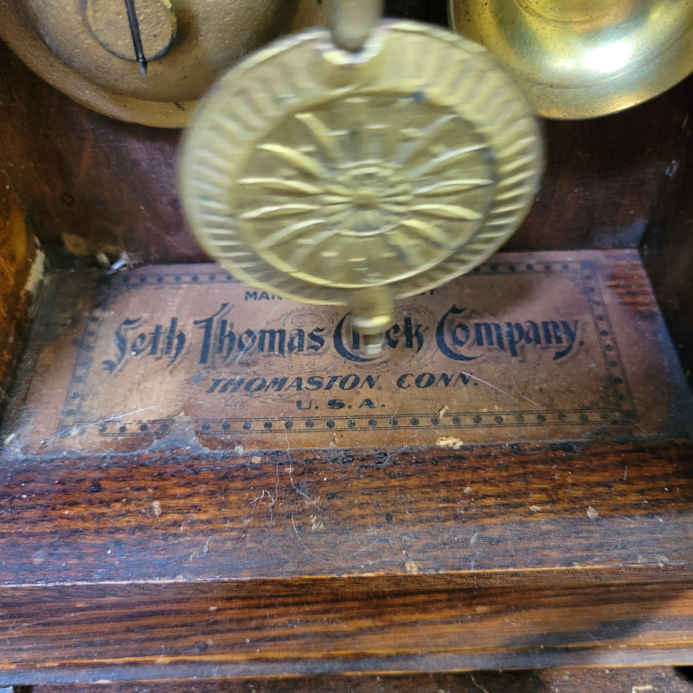 Seth Thomas Clock Company.
THOMASTON, CONN.
U.S.A.